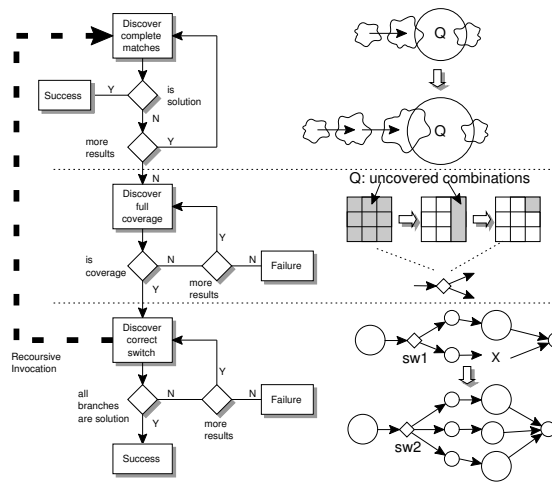 Discover
complete
matches
Q
Success
Y
is
solution
N
more
results
Y
Q
N
Q: uncovered combinations
Discover
full
coverage
Y
is
coverage
N
N
Failure
more
results
Y
Discover
correct
switch
sw1
X
Recoursive
Invocation
Y
all
branches
are solution
N
N
Failure
more
results
Y
sw2
Success